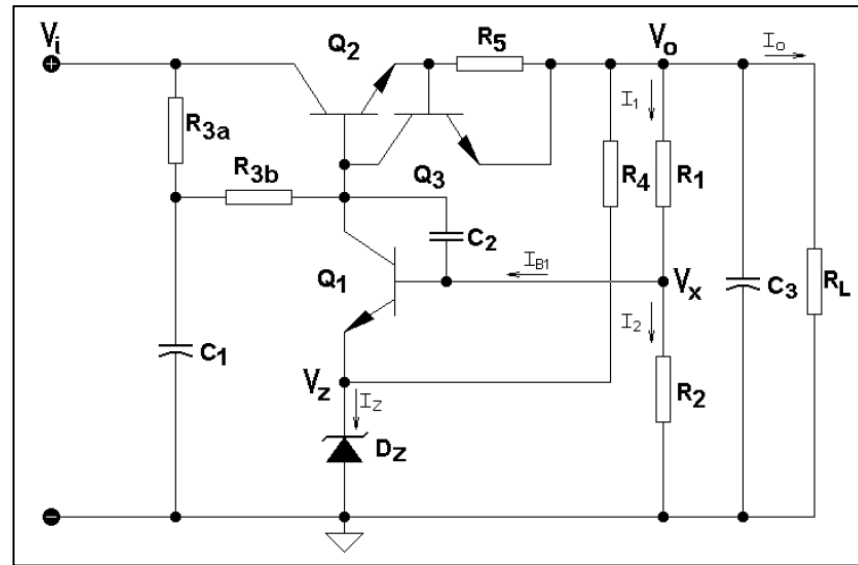 Vi
Q2
R5
Vo
Io
I1
R3a
R3b
Q3
R4
R1
C2
Q1
IB1
Vx
C3
RL
I2
C1
Vz
IZ
R2
DZ